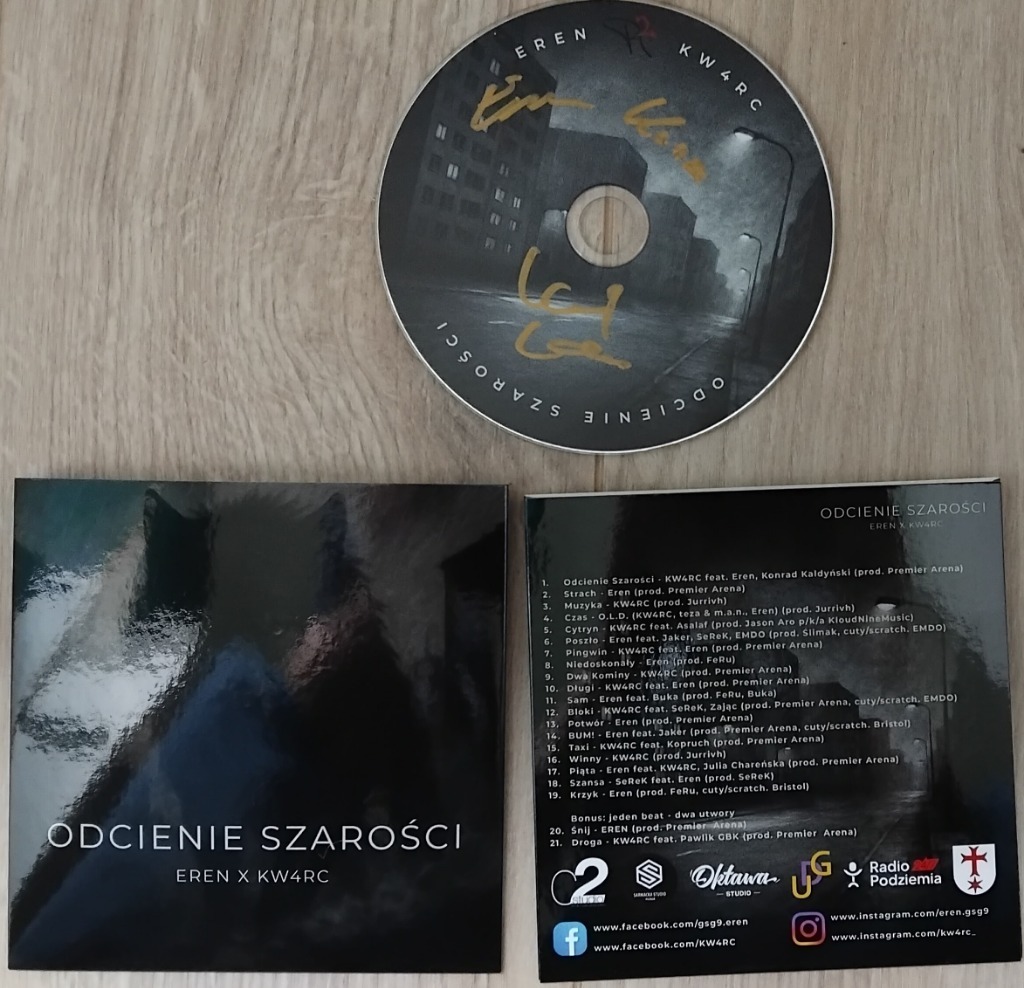 EREN
KW4RC
ODCIENIE SZAROŚCI
ODCIENIE SZAROŚCI
EREN X KW4RC
ODCIENIE SZAROŚCI
EREN X KW4RC
1. Odcienie Szarości - KW4RC feat. Eren, Konrad Kaldyński (prod. Premier Arena)
2. Strach - Eren (prod. Premier Arena)
3. Muzyka - KW4RC (prod. Jurrivh)
4. Czas - O.L.D. (KW4RC, teza & m.a.n., Eren) (prod. Jurrivh)
5. Cytryn - KW4RC feat. Asalaf (prod. Jason Aro p/k/a KloudNineMusic)
6. Poszło - Eren feat. Jaker, SeReK, EMDO (prod. Ślimak, cuty/scratch. EMDO)
7. Pingwin - KW4RC feat. Eren (prod. Premier Arena)
8. Niedoskonały - Eren (prod. FeRu)
9. Dwa Kominy - KW4RC (prod. Premier Arena)
10. Długi - KW4RC feat. Eren (prod. Premier Arena)
11. Sam - Eren feat. Buka (prod. FeRu, Buka)
12. Bloki - KW4RC feat. SeReK, Zając (prod. Premier Arena, cuty/scratch. EMDO)
13. Potwór - Eren (prod. Premier Arena)
14. BUM! - Eren feat. Jaker (prod. Premier Arena, cuty/scratch. Bristol)
15. Taxi - KW4RC feat. Kopruch (prod. Premier Arena)
16. Winny - KW4RC (prod. Jurrivh)
17. Piąta - Eren feat. KW4RC, Julia Chareńska (prod. Premier Arena)
18. Szansa - SeReK feat. Eren (prod. SeReK)
19. Krzyk - Eren (prod. FeRu, cuty/scratch. Bristol)
Bonus: jeden beat - dwa utwory
20. Śnij - EREN (prod. Premier Arena)
21. Droga - KW4RC feat. Pawlik GBK (prod. Premier Arena)
2
studio
Oktawa
STUDIO
UDG
Radio
Podziemia
www.facebook.com/gsg9.eren
www.facebook.com/KW4RC
www.instagram.com/eren.gsg9
www.instagram.com/kw4rc_